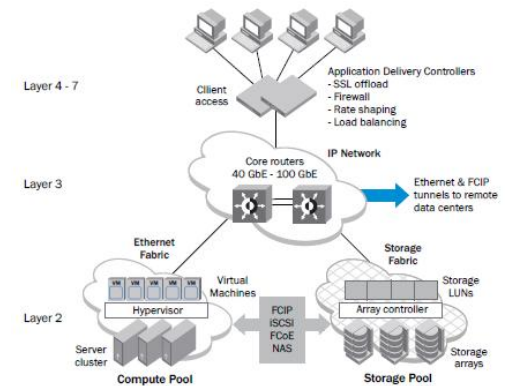 Layer 4 - 7
Cllient
access
Application Delivery Controllers
- SSL offload
- Firewall
- Rate shaping
- Load balancing
IP Network
Core routers
40 GbE - 100 GbE
Layer 3
Ethernet & FCIP
tunnels to remote
data centers
Ethernet
Fabric
Storage
Fabric
VM VM VM VM VM
Virtual
Machines
Hypervisor
FCIP
iSCSI
FCoE
NAS
Storage
LUNs
Array controller
Layer 2
Server
cluster
Storage
arrays
Compute Pool
Storage Pool